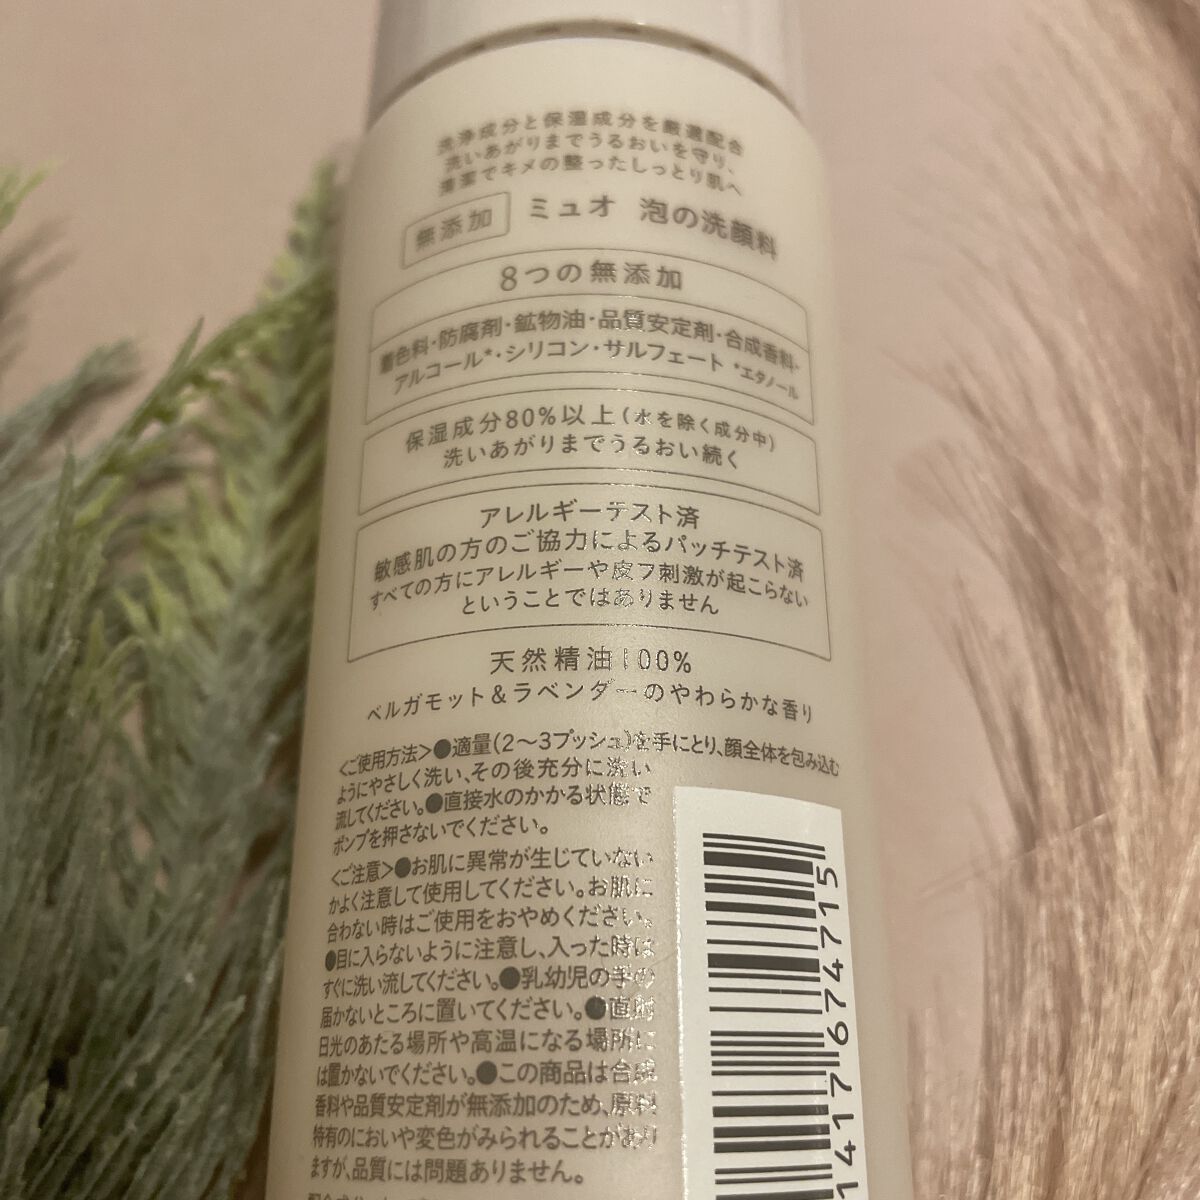 洗浄成分と保湿成分を厳選配合
洗いあがりまでうるおいを守り、
清潔でキメの整ったしっとり肌へ
無添加 ミュオ 泡の洗顔料
8つの無添加
着色料・防腐剤・鉱物油・品質安定剤・合成香料・
アルコール*・シリコン・サルフェート *エタノール
保湿成分80%以上(水を除く成分中)
洗いあがりまでうるおい続く
アレルギーテスト済
敏感肌の方のご協力によるパッチテスト済
すべての方にアレルギーや皮フ刺激が起こらない
ということではありません
天然精油100%
ベルガモット&ラベンダーのやわらかな香り
<ご使用方法>●適量(2〜3プッシュ)を手にとり、顔全体を包み込む
ようにやさしく洗い、その後充分に洗い
流してください。●直接水のかかる状態で
ポンプを押さないでください。
<ご注意>●お肌に異常が生じていない
かよく注意して使用してください。お肌に
合わない時はご使用をおやめください。
●目に入らないように注意し、入った時は
すぐに洗い流してください。●乳幼児の手の
届かないところに置いてください。●直射
日光のあたる場所や高温になる場所に
は置かないでください。●この商品は合成
香料や品質安定剤が無添加のため、原料
特有のにおいや変色がみられることがあり
ますが、品質には問題ありません。
51747292141